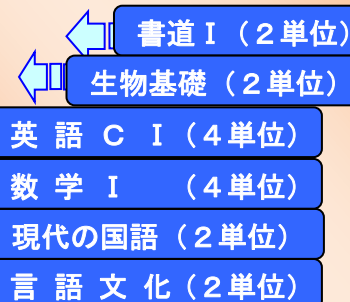 書道Ⅰ（２単位）
生物基礎（２単位）
英 語 Ｃ Ⅰ（４単位）
数 学 Ⅰ （４単位）
現代の国語（２単位）
言 語 文 化（２単位）